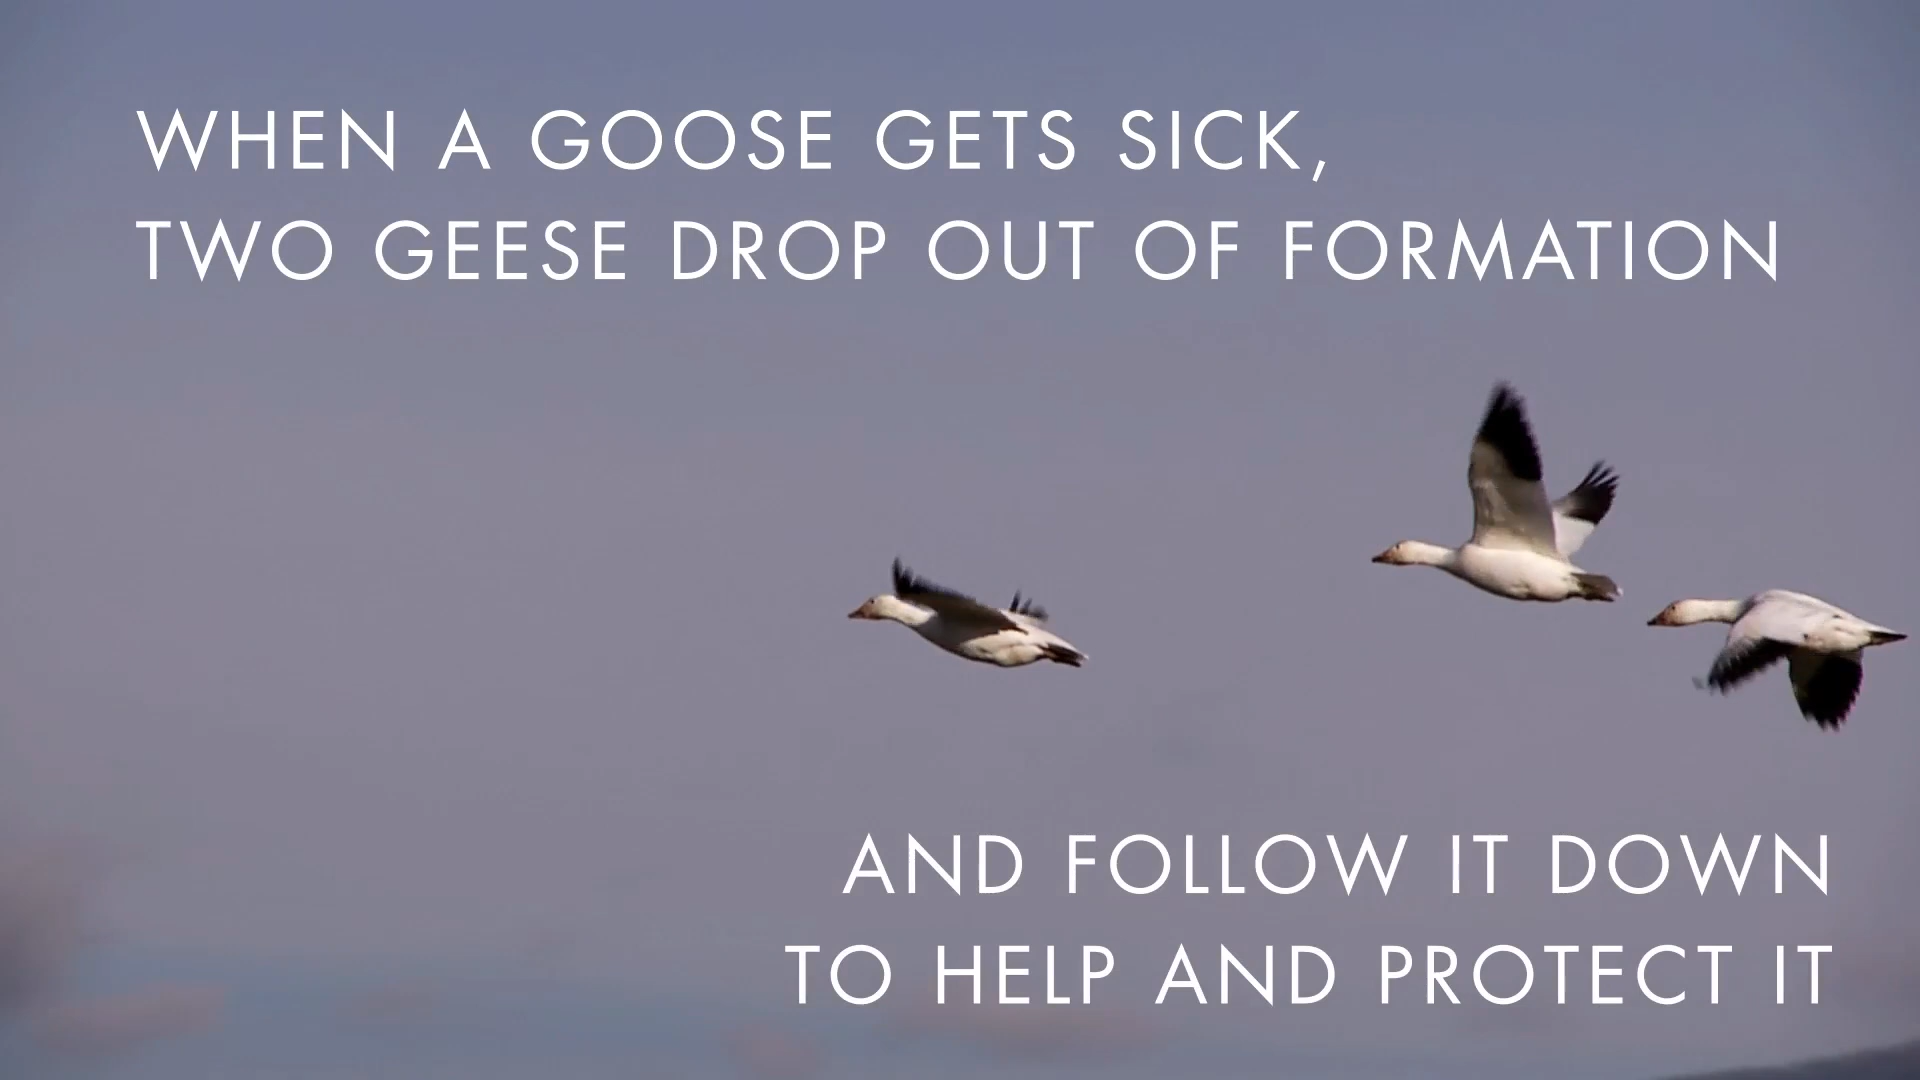 WHEN A GOOSE GETS SICK,
TWO GEESE DROP OUT OF FORMATION
AND FOLLOW IT DOWN
TO HELP AND PROTECT IT